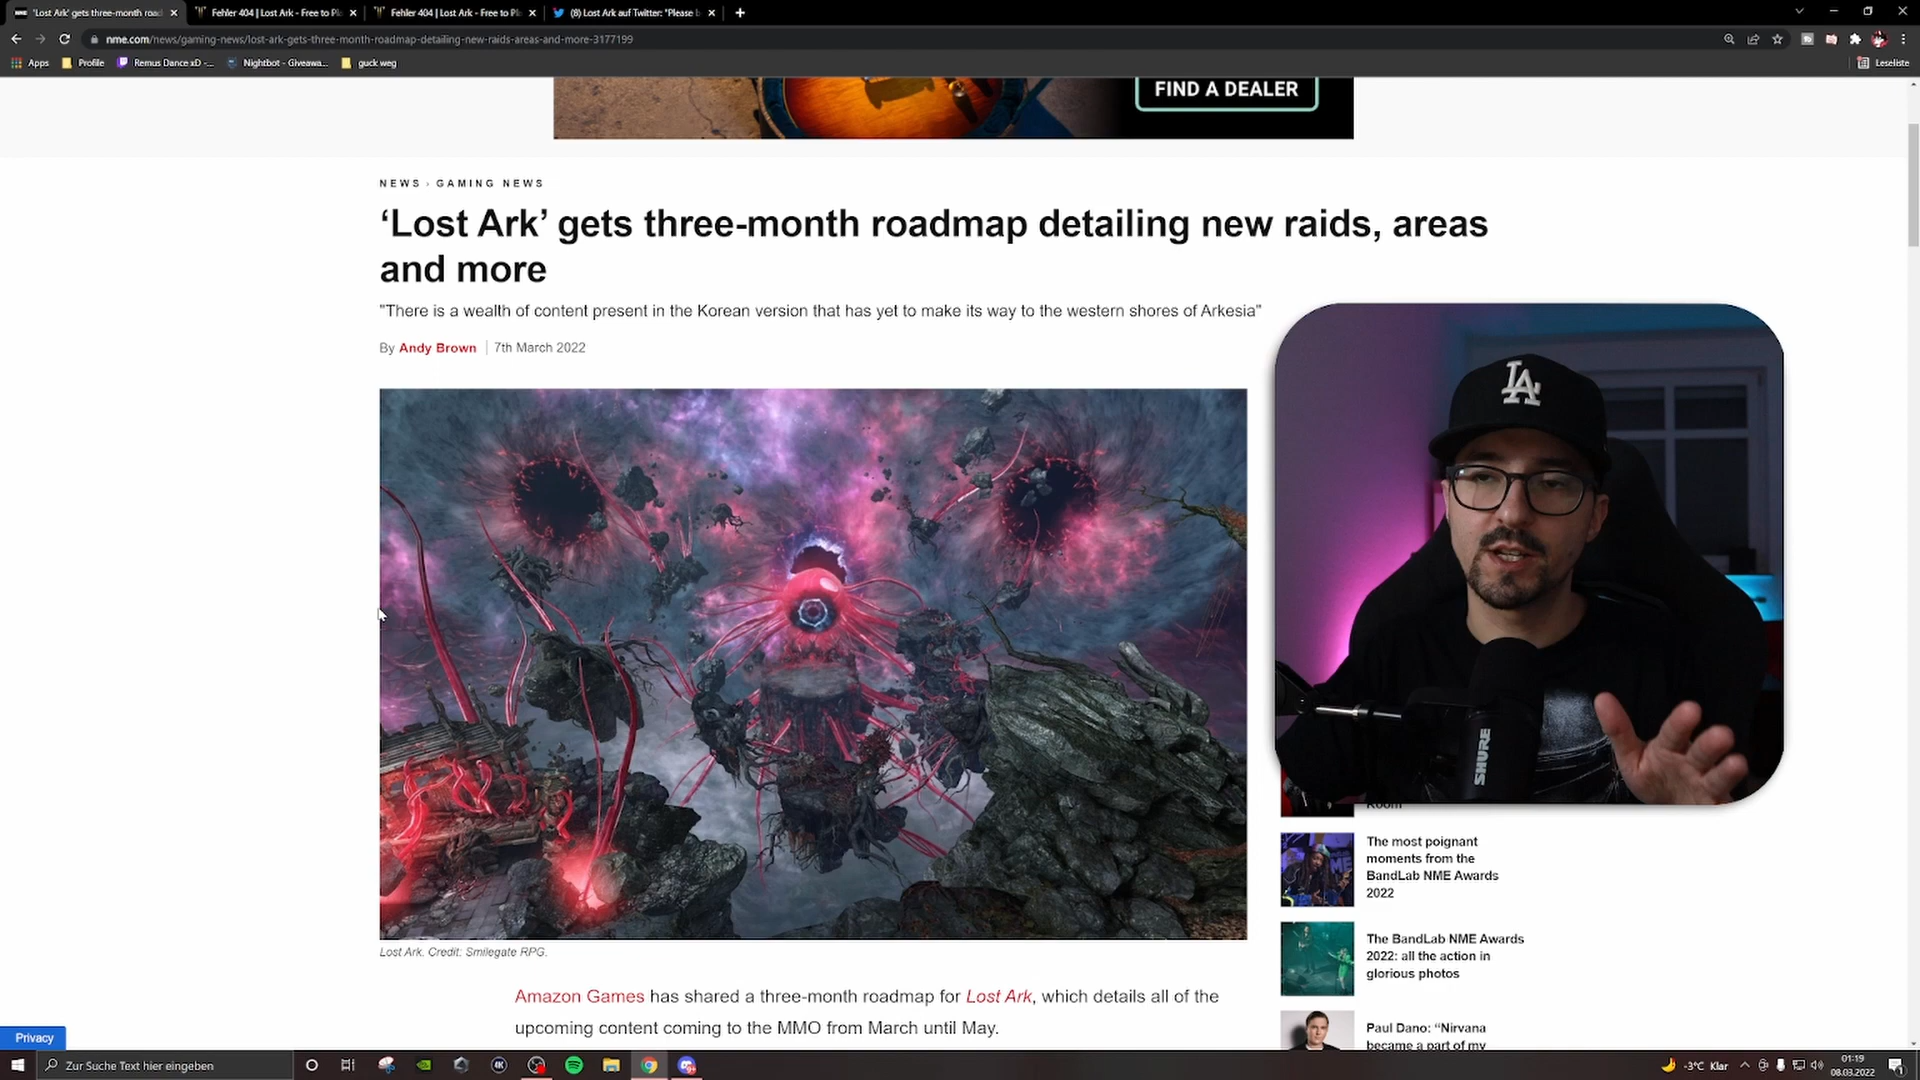 'Lost Ark' gets three-month road
Fehler 404 | Lost Ark - Free to Pl
Fehler 404 | Lost Ark - Free to Pl
(8) Lost Ark auf Twitter: "Please b
nme.com/news/gaming-news/lost-ark-gets-three-month-roadmap-detailing-new-raids-areas-and-more-3177199
Apps
Profile
Remus Dance xD -...
Nightbot - Giveawa...
guck weg
Leseliste
FIND A DEALER
NEWS › GAMING NEWS
‘Lost Ark’ gets three-month roadmap detailing new raids, areas
and more
"There is a wealth of content present in the Korean version that has yet to make its way to the western shores of Arkesia"
By Andy Brown | 7th March 2022
LA
SHURE
Room
The most poignant
moments from the
BandLab NME Awards
2022
The BandLab NME Awards
2022: all the action in
glorious photos
Paul Dano: “Nirvana
became a part of my
Lost Ark. Credit: Smilegate RPG.
Amazon Games has shared a three-month roadmap for Lost Ark, which details all of the
upcoming content coming to the MMO from March until May.
Privacy
Zur Suche Text hier eingeben
-3°C Klar
01:19
08.03.2022